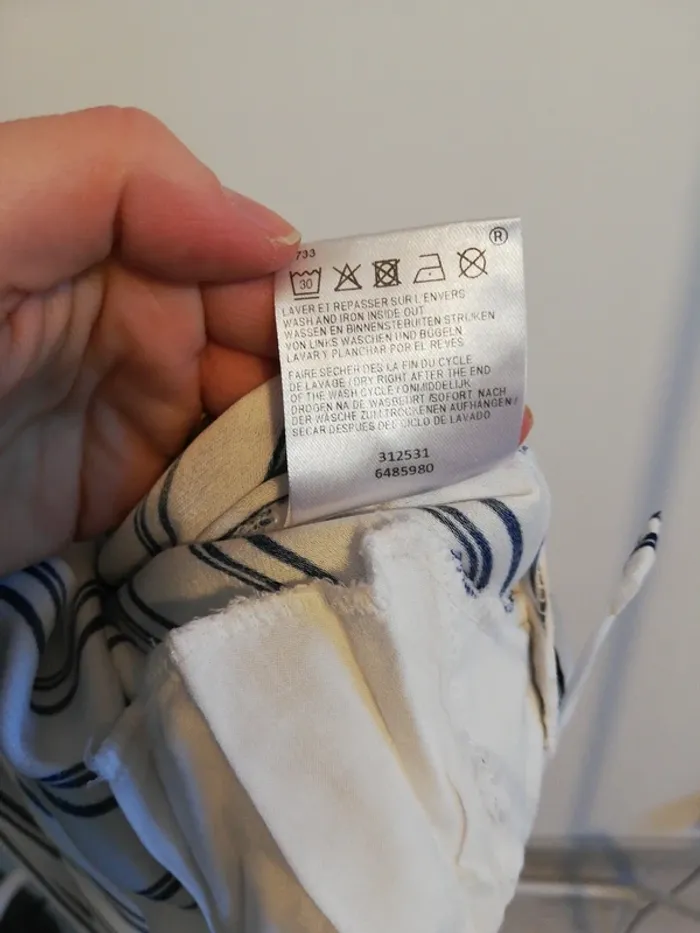 ®
733
30
LAVER ET REPASSER SUR L'ENVERS
WASH AND IRON INSIDE OUT
WASSEN EN BINNENSTEBUITEN STRIJKEN
VON LINKS WASCHEN UND BÜGELN
LAVAR Y PLANCHAR POR EL REVES
FAIRE SECHER DES LA FIN DU CYCLE
DE LAVAGE / DRY RIGHT AFTER THE END
OF THE WASH CYCLE / ONMIDDELIJK
DROGEN NA DE WASBEURT /SOFORT NACH
DER WÄSCHE ZUM TROCKENEN AUFHÄNGEN /
SECAR DESPUES DEL CICLO DE LAVADO
312531
6485980